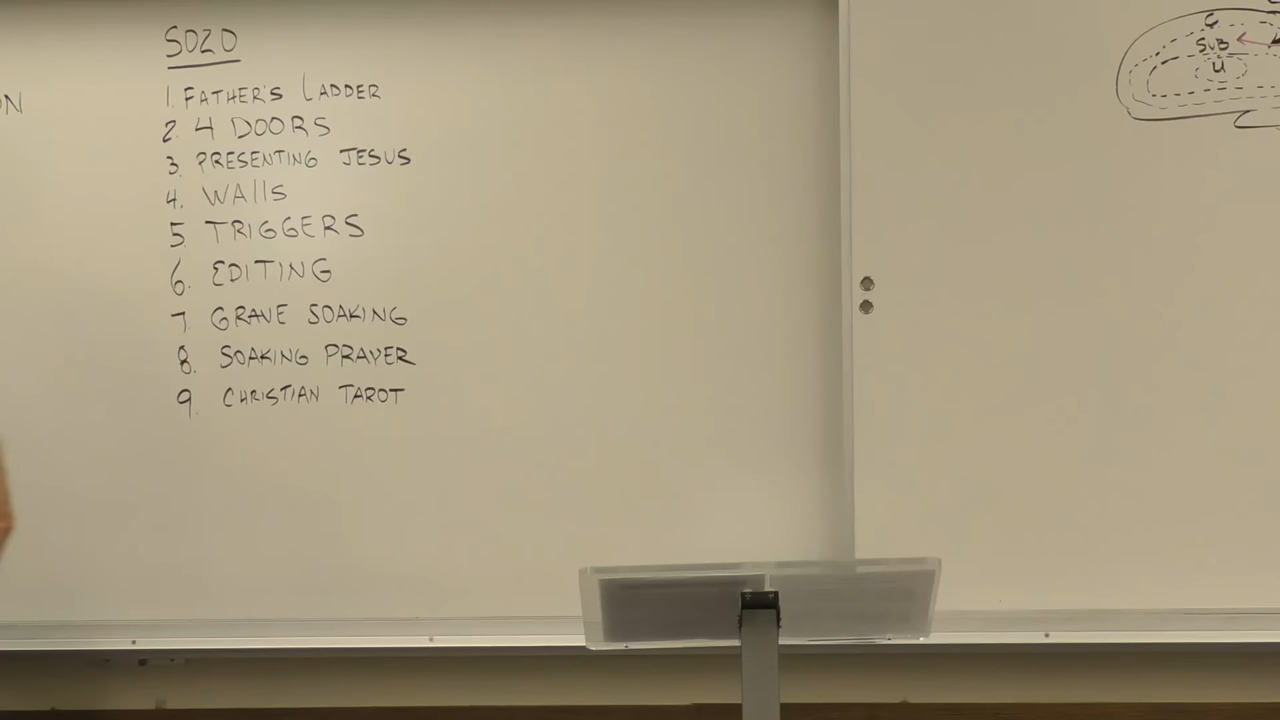 SOZO
1. FATHER'S LADDER
2. 4 DOORS
3. PRESENTING JESUS
4. WAllS
5. TRIGGERS
6. EDITING
7. GRAVE SOAKING
8. SOAKING PRAYER
9. CHRISTIAN TAROT
ON
C
SUB
U